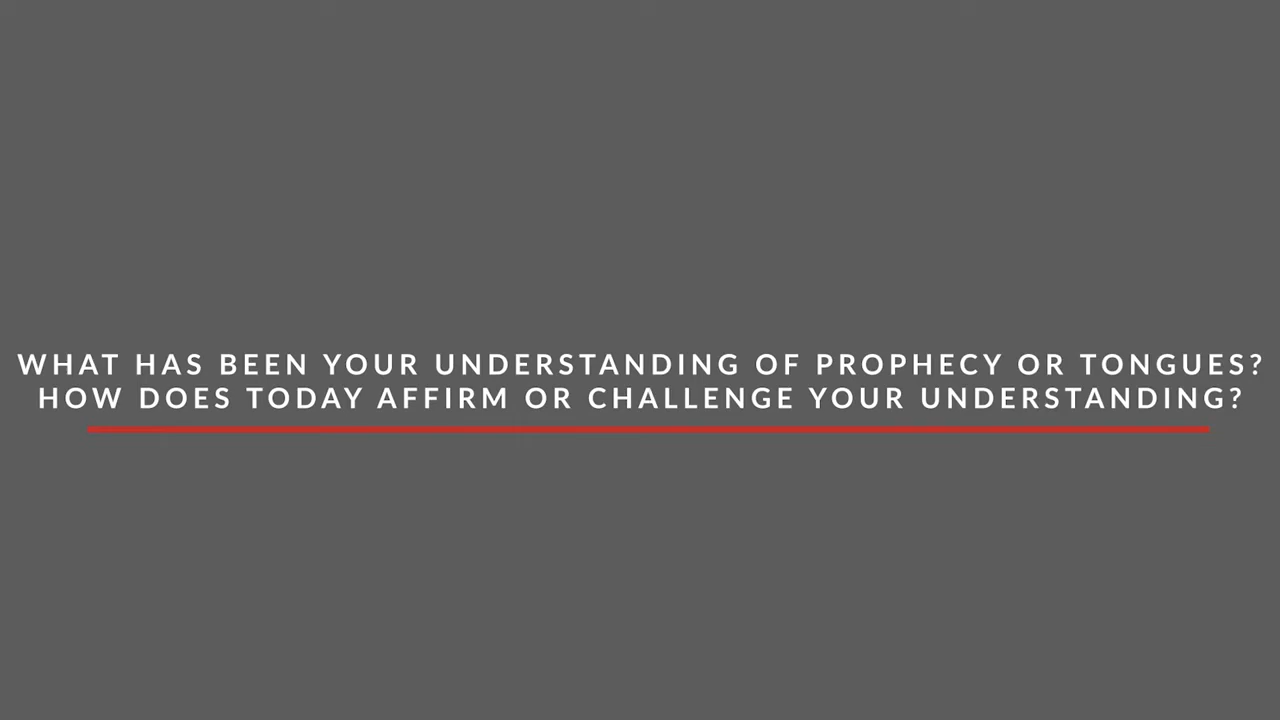 WHAT HAS BEEN YOUR UNDERSTANDING OF PROPHECY OR TONGUES?
HOW DOES TODAY AFFIRM OR CHALLENGE YOUR UNDERSTANDING?